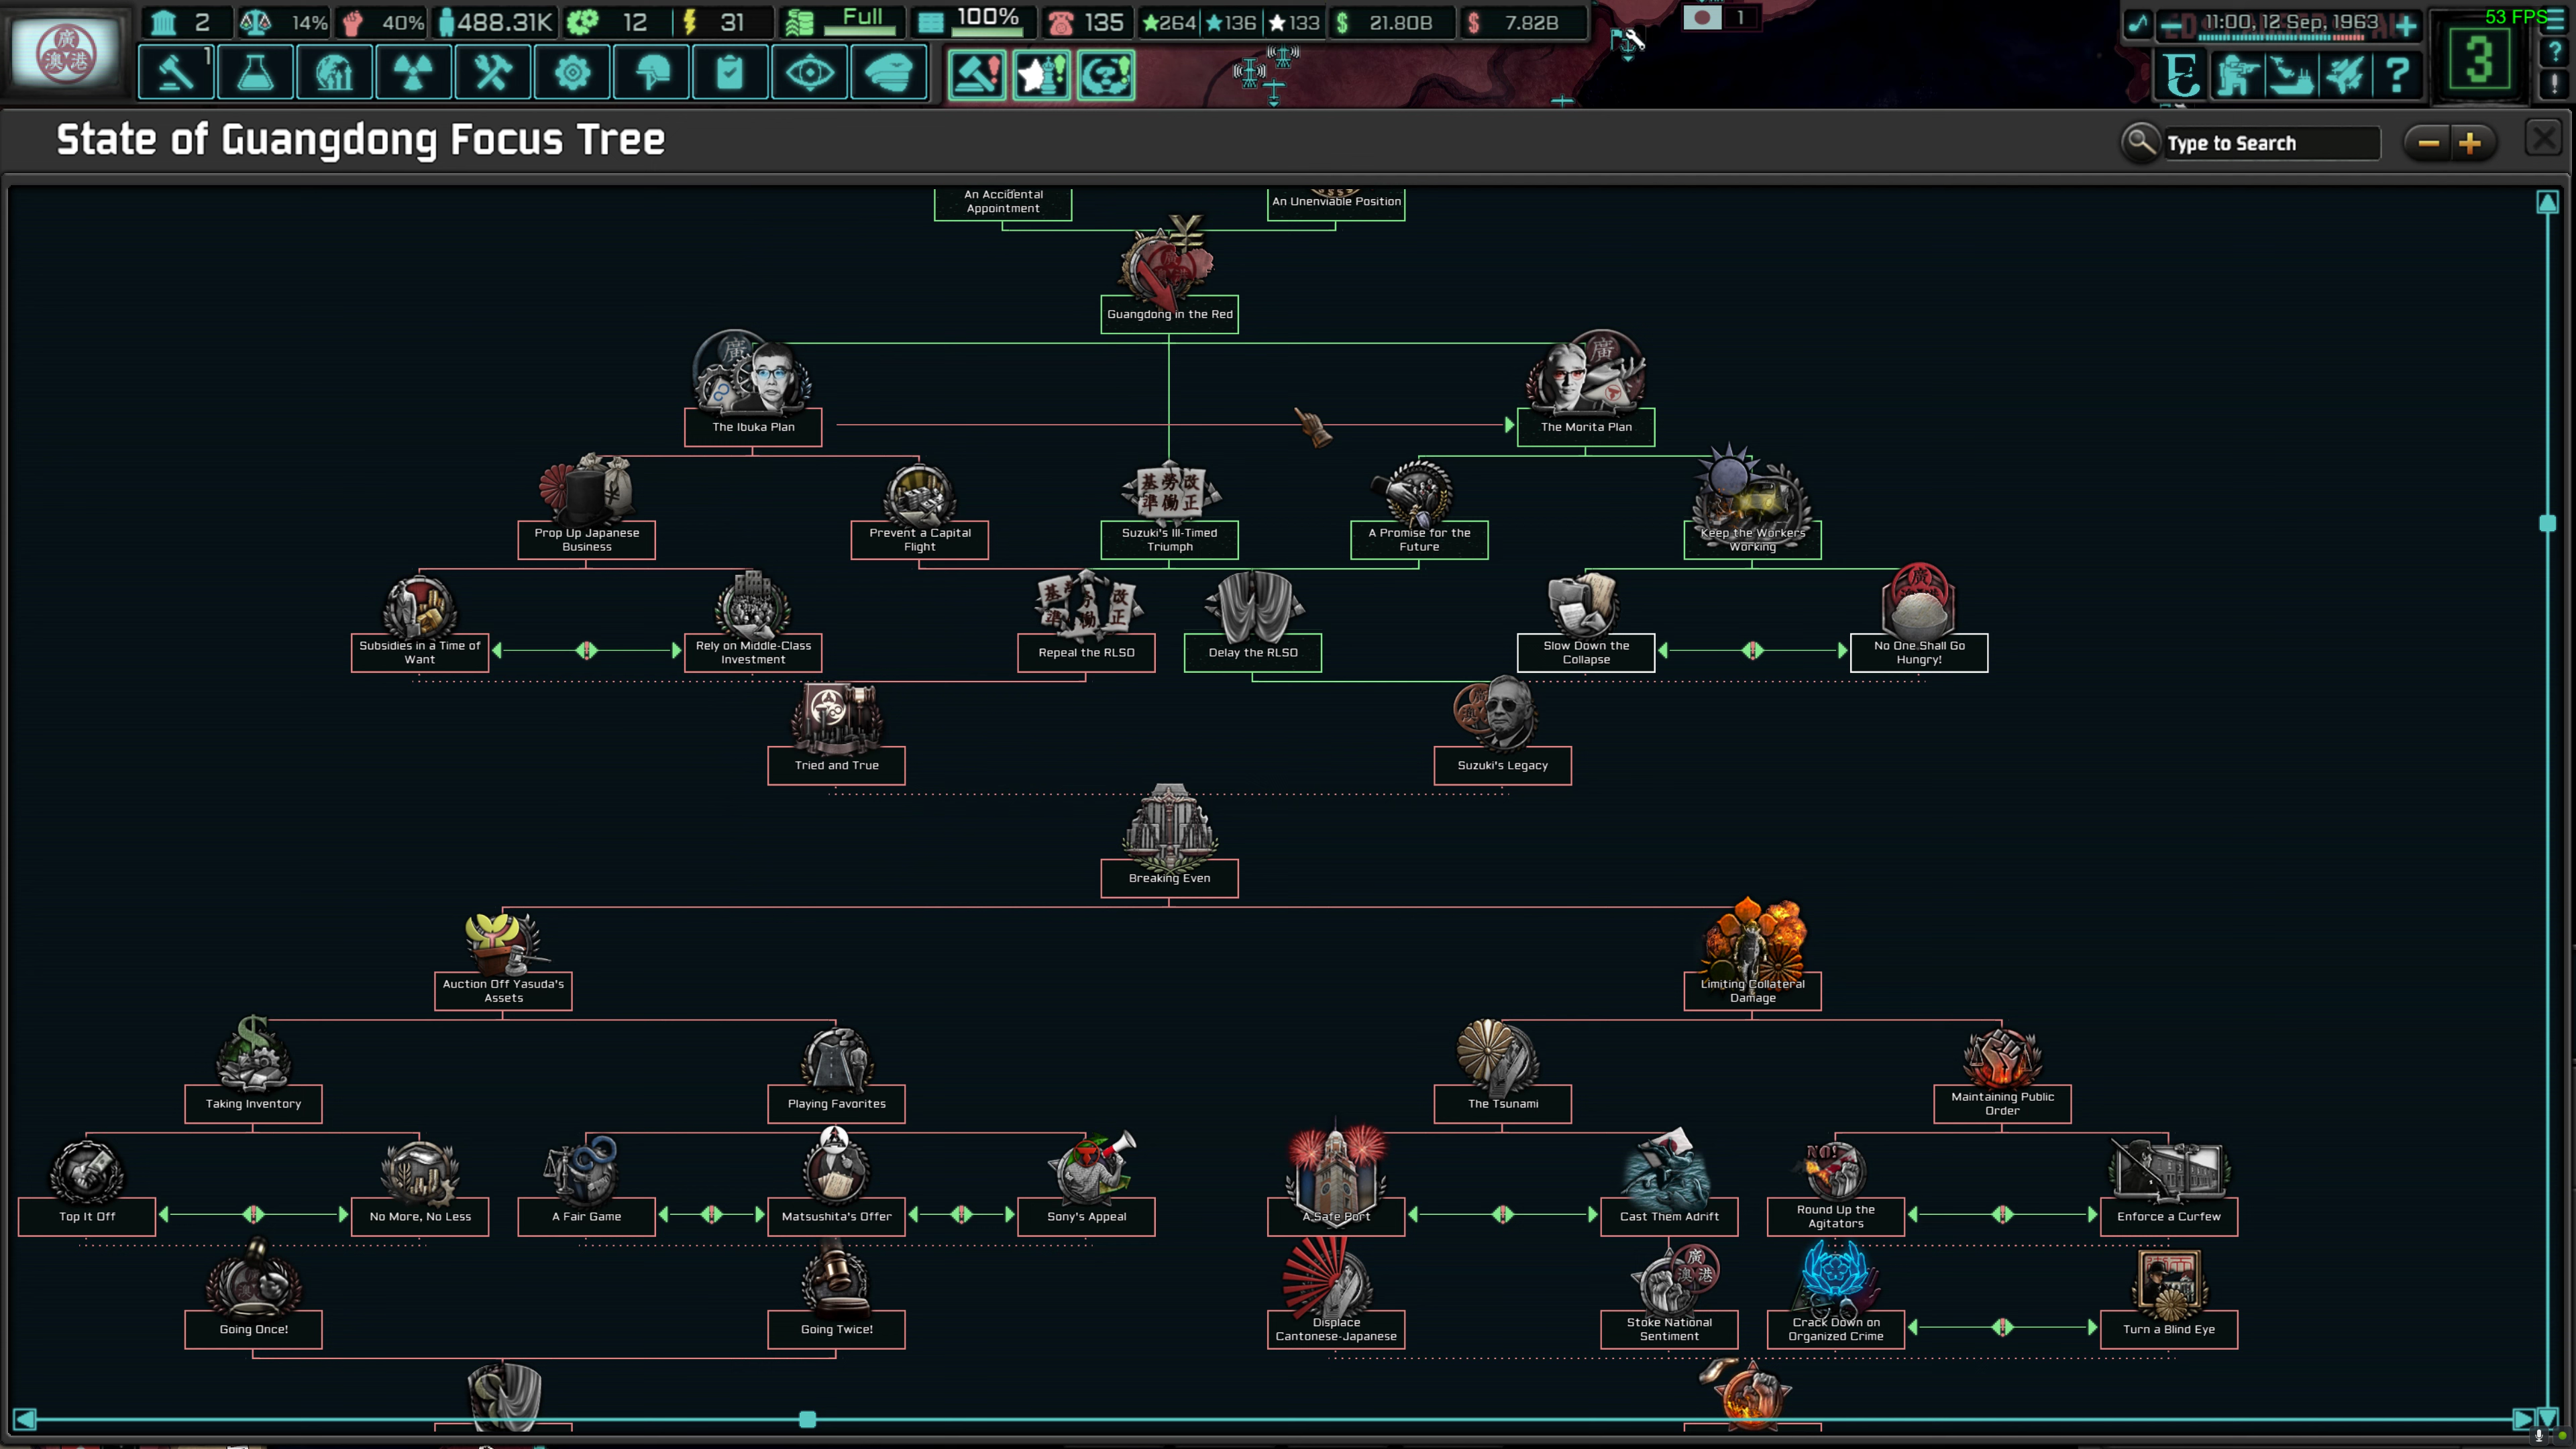 2
14%
40%
488.31K
12
31
Full
100%
135
264
136
133
21.80B
7.82B
1
11:00, 12 Sep, 1963
53 FPS
1
3
State of Guangdong Focus Tree
Type to Search
An Accidental
Appointment
An Unenviable Position
Guangdong in the Red
The Ibuka Plan
The Morita Plan
Prop Up Japanese
Business
Prevent a Capital
Flight
Suzuki's Ill-Timed
Triumph
A Promise for the
Future
Keep the Workers
Working
Subsidies in a Time of
Want
Rely on Middle-Class
Investment
Repeal the RLSO
Delay the RLSO
Slow Down the
Collapse
No One Shall Go
Hungry!
Tried and True
Suzuki's Legacy
Breaking Even
Auction Off Yasuda's
Assets
Limiting Collateral
Damage
Taking Inventory
Playing Favorites
The Tsunami
Maintaining Public
Order
Top It Off
No More, No Less
A Fair Game
Matsushita's Offer
Sony's Appeal
A Safe Port
Cast Them Adrift
Round Up the
Agitators
Enforce a Curfew
Going Once!
Going Twice!
Displace
Cantonese-Japanese
Stoke National
Sentiment
Crack Down on
Organized Crime
Turn a Blind Eye